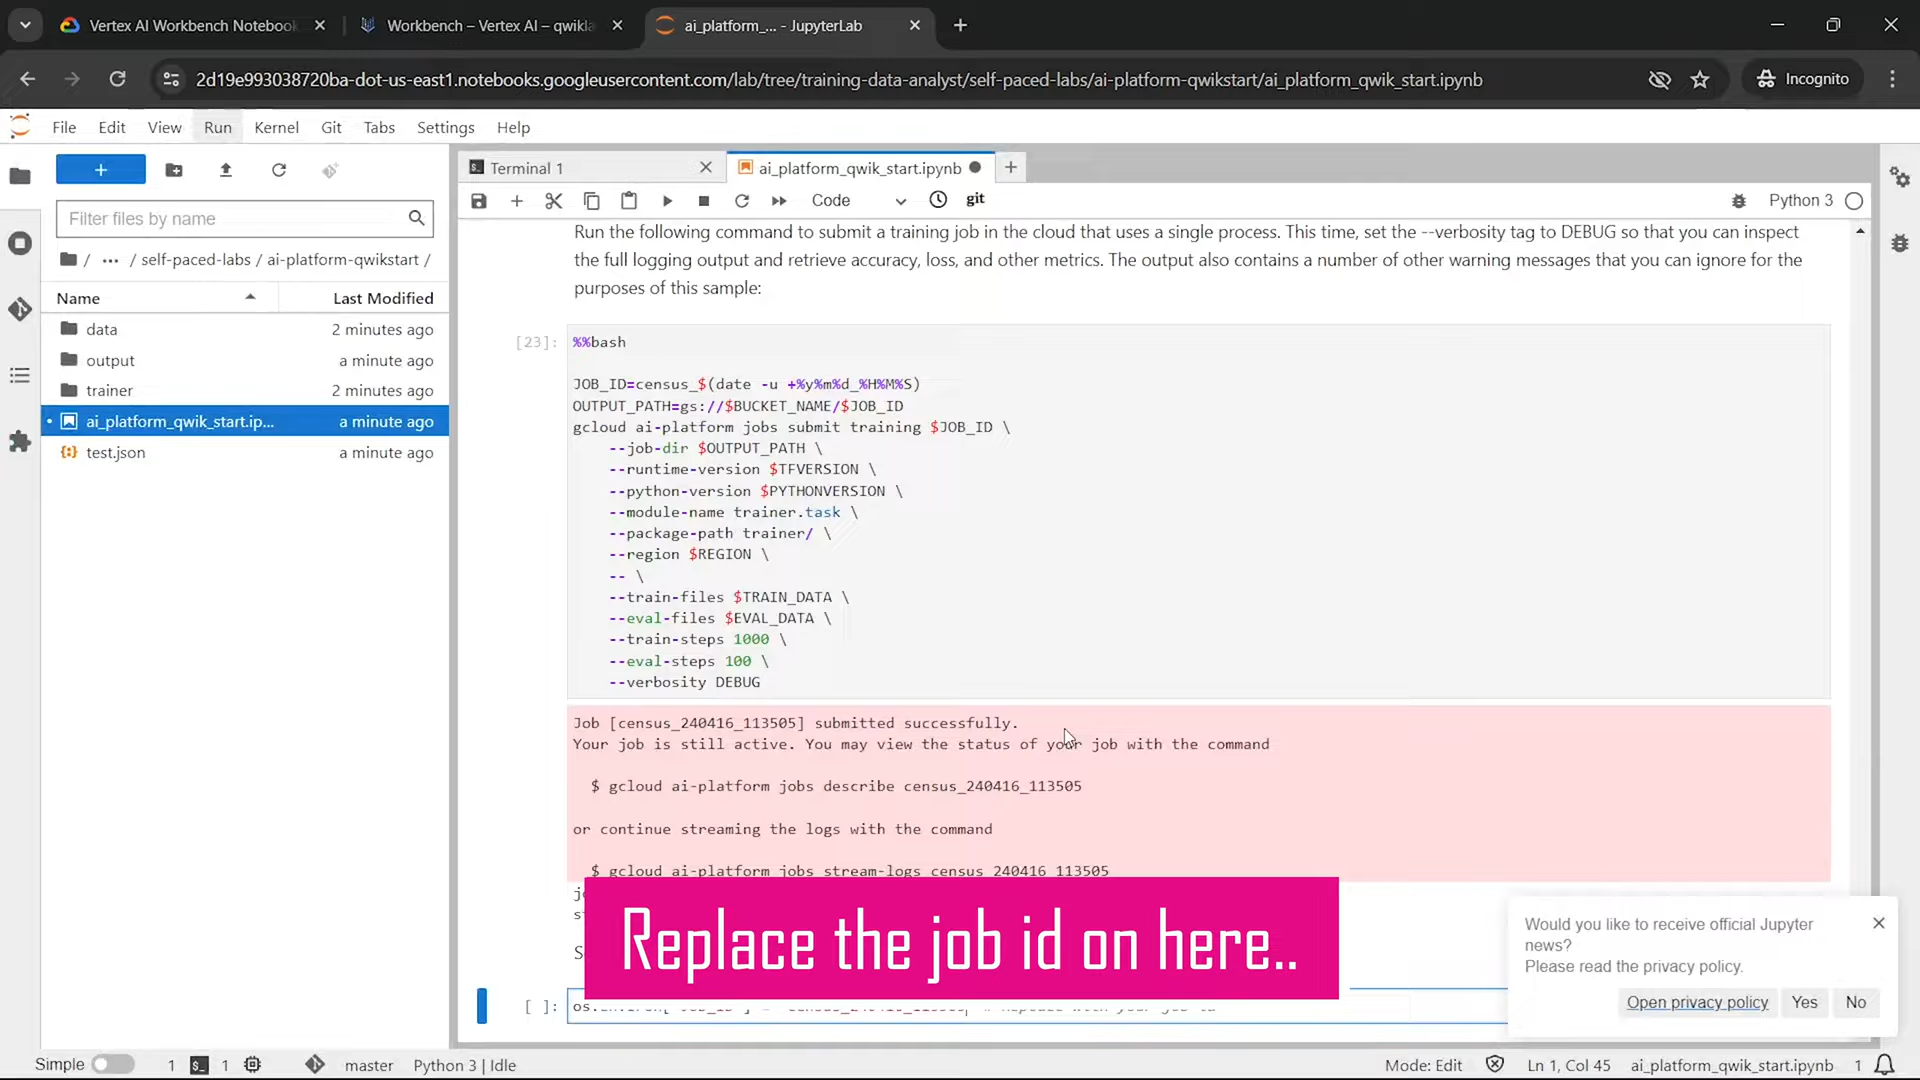 Vertex AI Workbench Notebook
Workbench – Vertex AI – qwikla
ai_platform_... - JupyterLab
2d19e993038720ba-dot-us-east1.notebooks.googleusercontent.com/lab/tree/training-data-analyst/self-paced-labs/ai-platform-qwikstart/ai_platform_qwik_start.ipynb
Incognito
File Edit View Run Kernel Git Tabs Settings Help
Terminal 1
ai_platform_qwik_start.ipynb
Code
git
Python 3
Filter files by name
/ ... / self-paced-labs / ai-platform-qwikstart /
Name Last Modified
data 2 minutes ago
output a minute ago
trainer 2 minutes ago
ai_platform_qwik_start.ip... a minute ago
test.json a minute ago
Run the following command to submit a training job in the cloud that uses a single process. This time, set the --verbosity tag to DEBUG so that you can inspect
the full logging output and retrieve accuracy, loss, and other metrics. The output also contains a number of other warning messages that you can ignore for the
purposes of this sample:
[23]: %%bash
JOB_ID=census_$(date -u +%y%m%d_%H%M%S)
OUTPUT_PATH=gs://$BUCKET_NAME/$JOB_ID
gcloud ai-platform jobs submit training $JOB_ID \
--job-dir $OUTPUT_PATH \
--runtime-version $TFVERSION \
--python-version $PYTHONVERSION \
--module-name trainer.task \
--package-path trainer/ \
--region $REGION \
-- \
--train-files $TRAIN_DATA \
--eval-files $EVAL_DATA \
--train-steps 1000 \
--eval-steps 100 \
--verbosity DEBUG
Job [census_240416_113505] submitted successfully.
Your job is still active. You may view the status of your job with the command
$ gcloud ai-platform jobs describe census_240416_113505
or continue streaming the logs with the command
$ gcloud ai-platform jobs stream-logs census_240416_113505
Replace the job id on here..
[ ]:
Would you like to receive official Jupyter
news?
Please read the privacy policy.
Open privacy policy Yes No
Simple 1 1 master Python 3 | Idle
Mode: Edit Ln 1, Col 45 ai_platform_qwik_start.ipynb 1